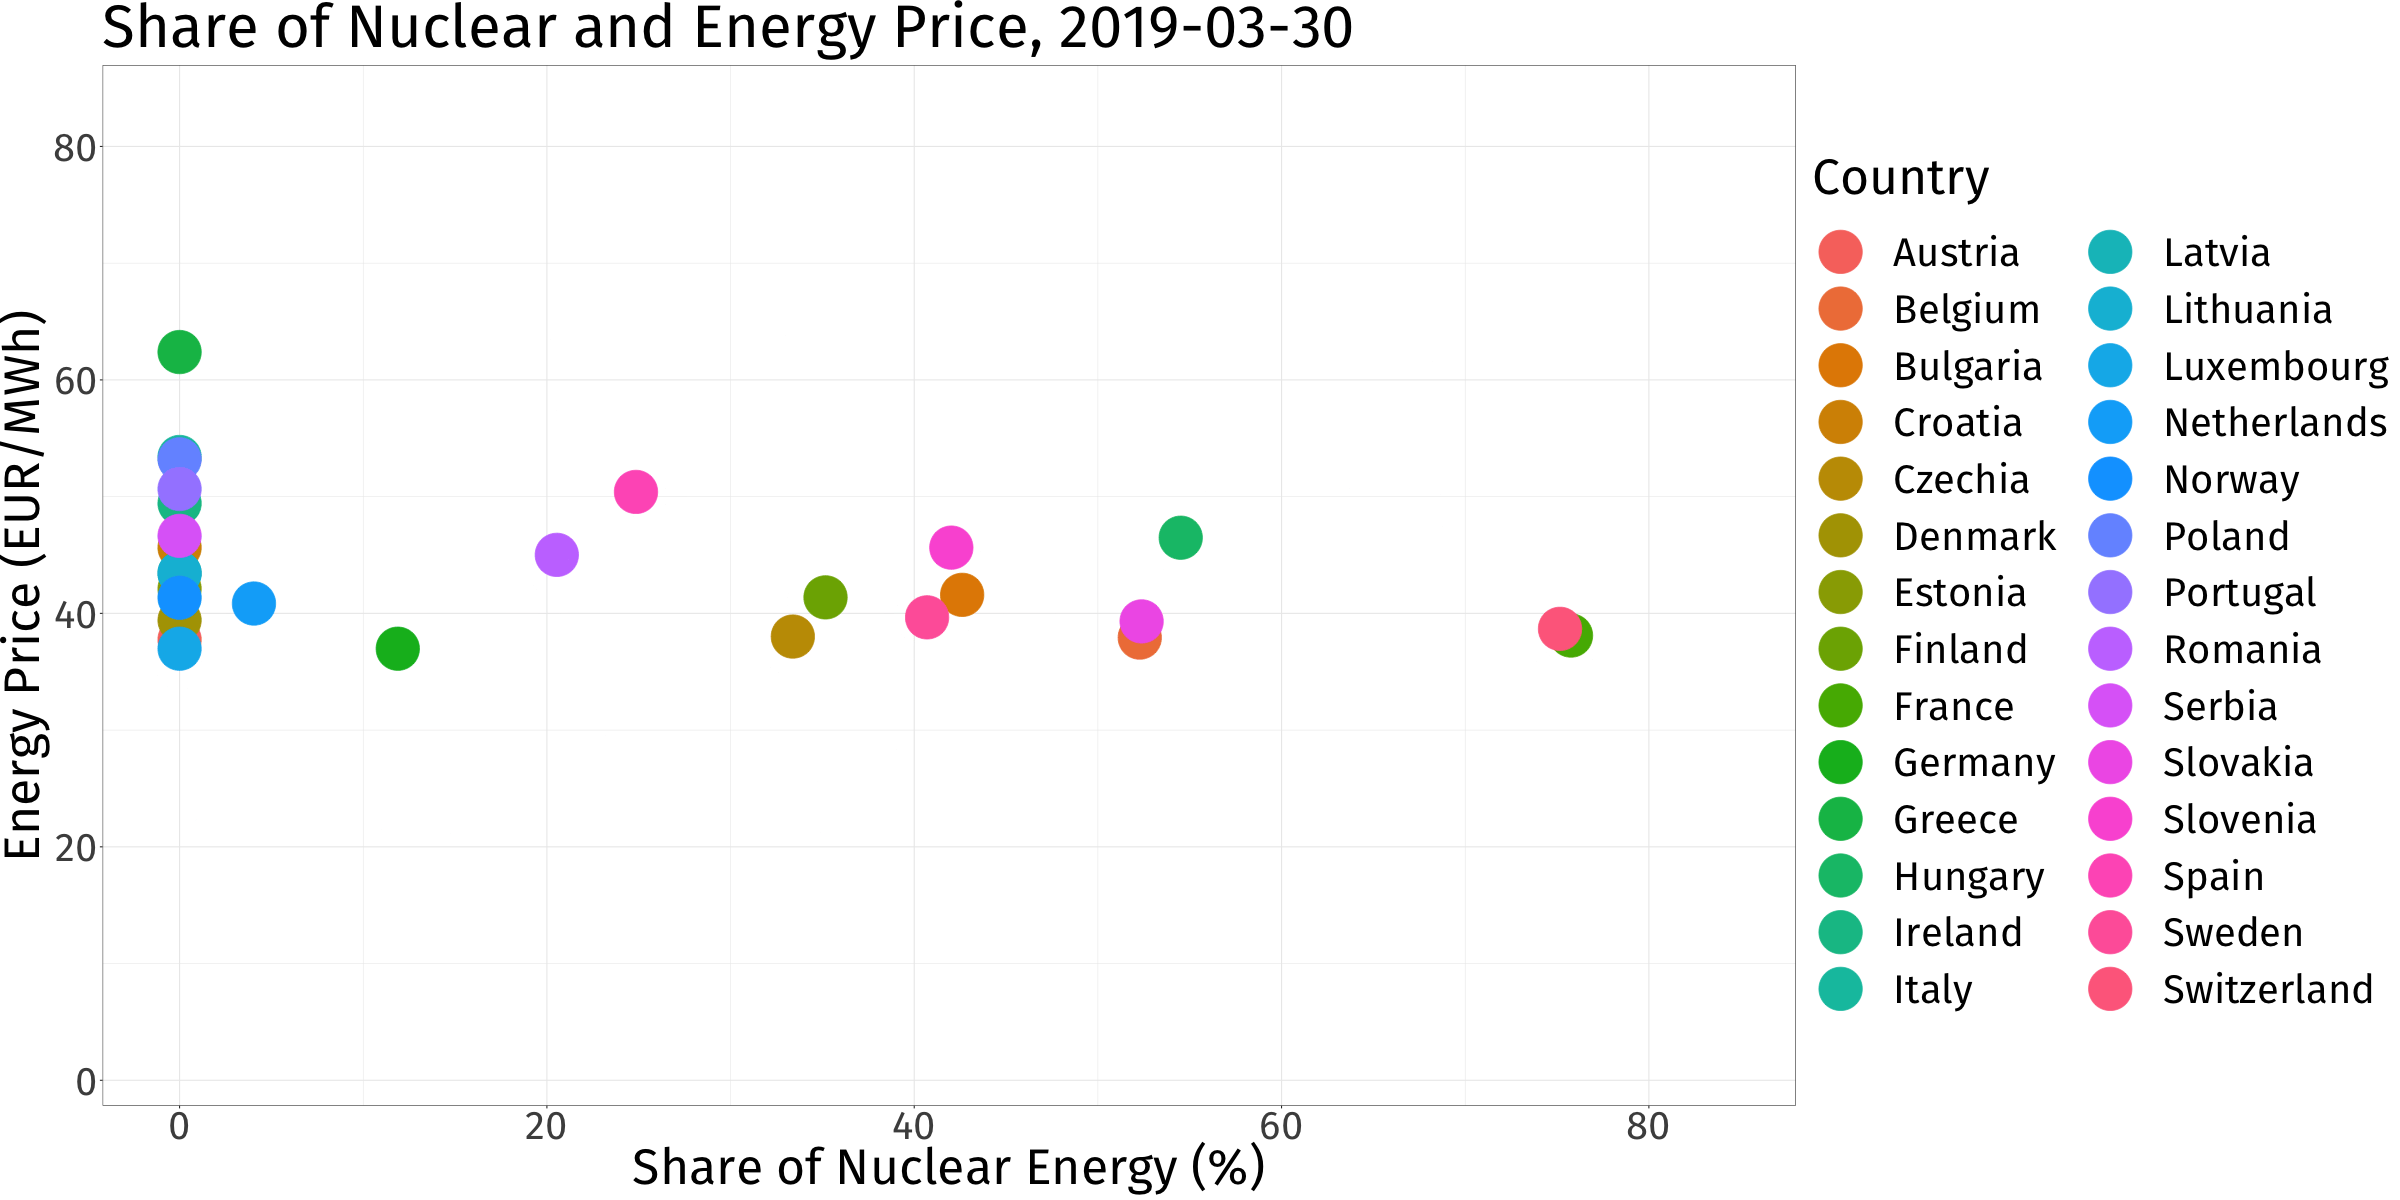 Share of Nuclear and Energy Price, 2019-03-30
Energy Price (EUR/MWh)
80
60
40
20
0
0
20
40
60
80
Share of Nuclear Energy (%)
Country
Austria
Belgium
Bulgaria
Croatia
Czechia
Denmark
Estonia
Finland
France
Germany
Greece
Hungary
Ireland
Italy
Latvia
Lithuania
Luxembourg
Netherlands
Norway
Poland
Portugal
Romania
Serbia
Slovakia
Slovenia
Spain
Sweden
Switzerland